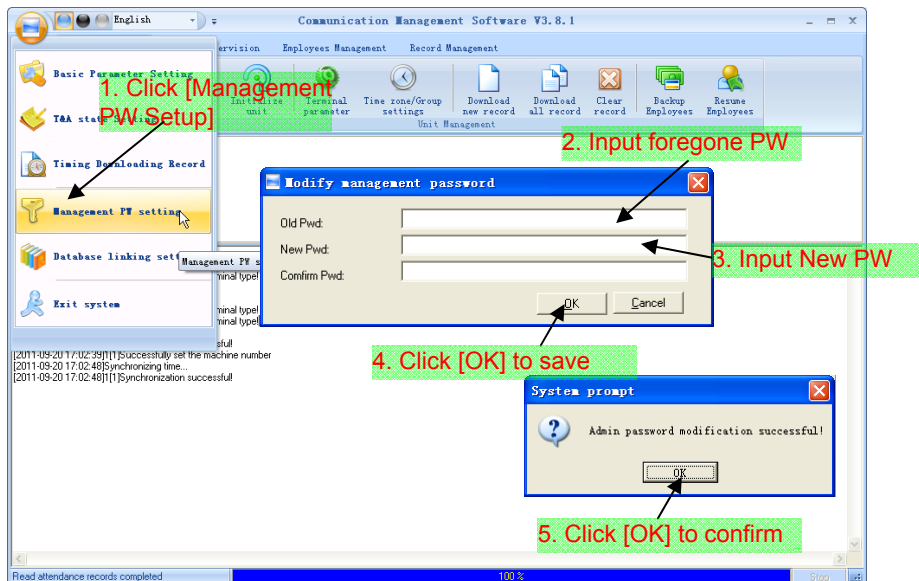 English
Communication Management Software V3.8.1
ervision Employees Management Record Management
Basic Parameter Setting
T&A state Setting
Timing Downloading Record
Management PW setting
Database linking sett
Exit system
Management PW s
1. Click [Management
PW Setup]
Initialize
unit
Terminal
parameter
Time zone/Group
settings
Download
new record
Download
all record
Clear
record
Backup
Employees
Resume
Employees
Unit Management
2. Input foregone PW
Modify management password
Old Pwd:
New Pwd:
Comfirm Pwd:
OK Cancel
3. Input New PW
4. Click [OK] to save
minal type!
minal type!
minal type!
sful!
[2011-09-20 17:02:39]1[1]Successfully set the machine number
[2011-09-20 17:02:48]Synchronizing time...
[2011-09-20 17:02:48]1[1]Synchronization successful!
System prompt
Admin password modification successful!
OK
5. Click [OK] to confirm
Read attendance records completed 100 % Stop